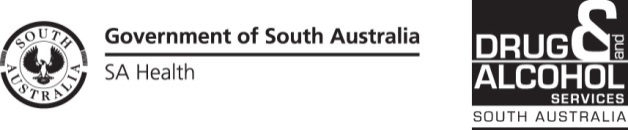 SOUTH
AUSTRALIA
Government of South Australia
SA Health
DRUG &
and
ALCOHOL
SERVICES
SOUTH AUSTRALIA